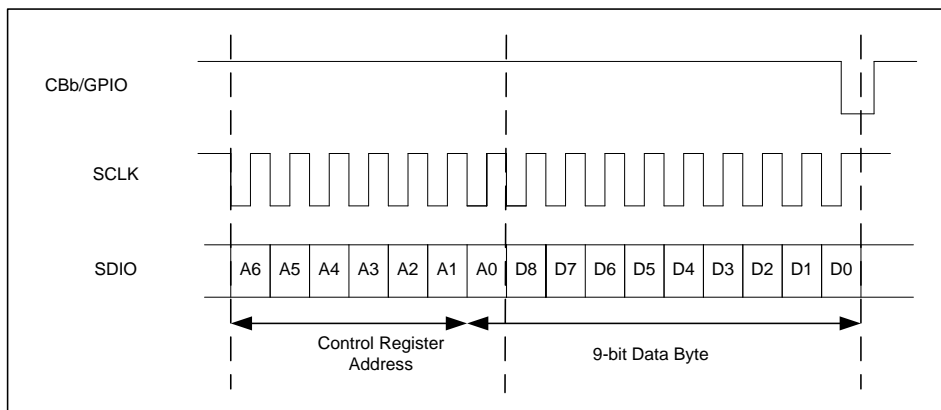 CBb/GPIO
SCLK
SDIO
A6 A5 A4 A3 A2 A1 A0 D8 D7 D6 D5 D4 D3 D2 D1 D0
Control Register
Address
9-bit Data Byte